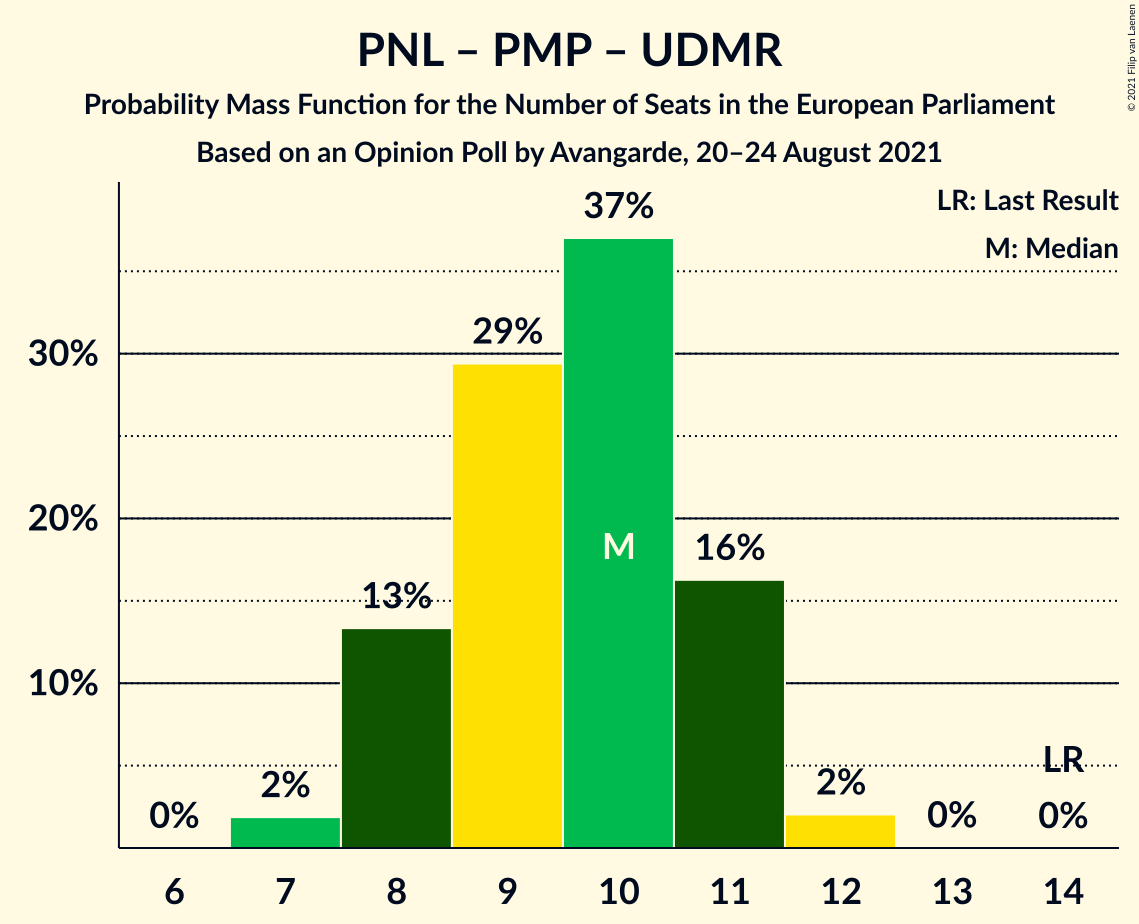 PNL – PMP – UDMR
Probability Mass Function for the Number of Seats in the European Parliament
Based on an Opinion Poll by Avangarde, 20–24 August 2021
© 2021 Filip van Laenen
LR: Last Result
M: Median
37%
29%
30%
20%
M
16%
13%
10%
LR
2%
2%
0%
0%
0%
6 7 8 9 10 11 12 13 14